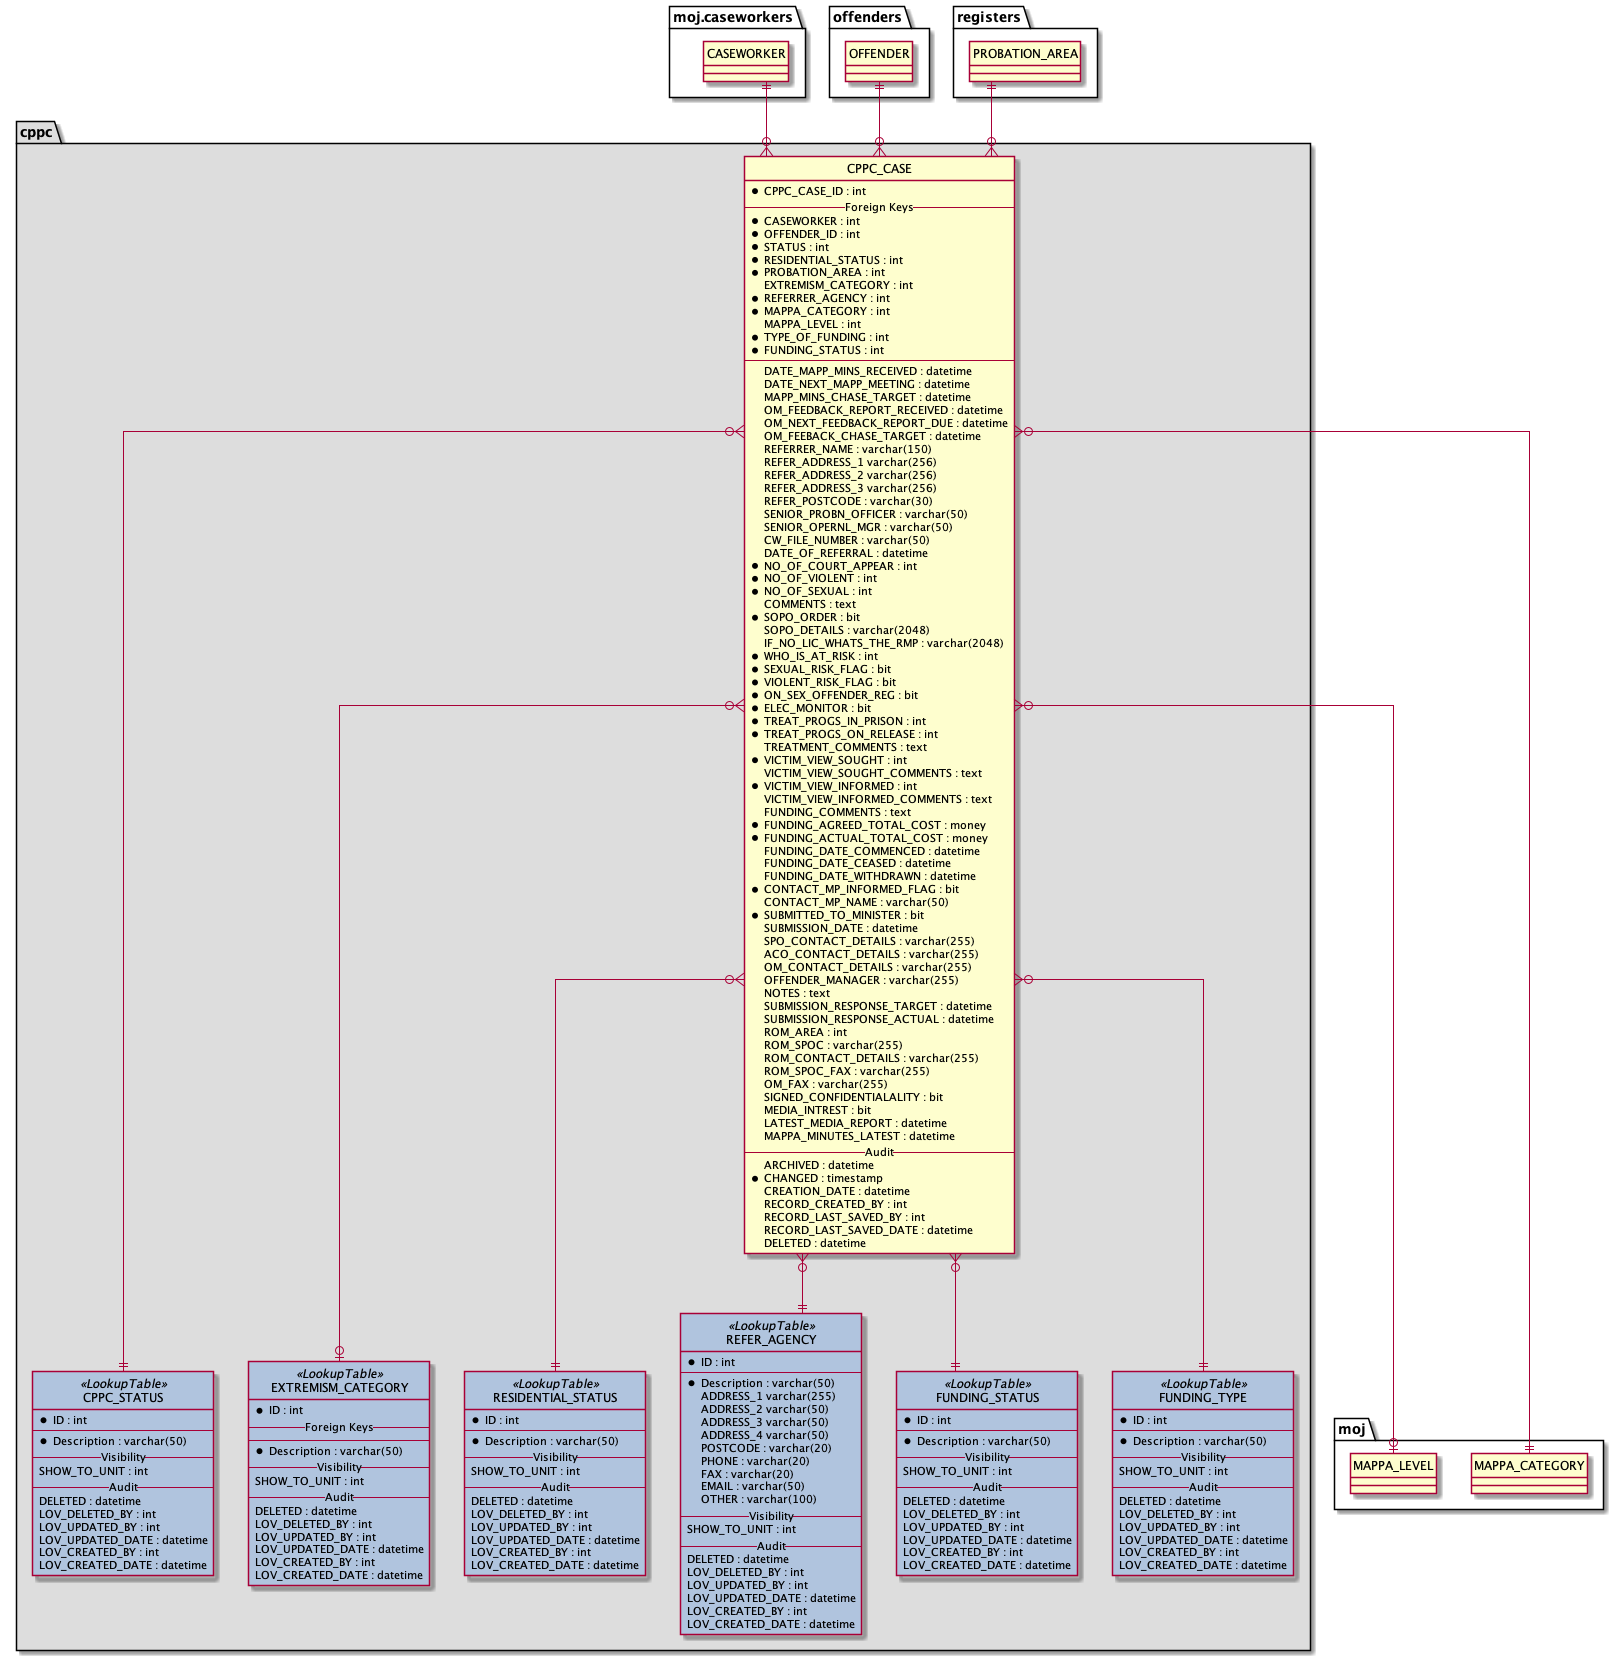 moj.caseworkers
CASEWORKER
offenders
OFFENDER
registers
PROBATION_AREA
cppc
CPPC_CASE
CPPC_CASE_ID : int
Foreign Keys
CASEWORKER : int
OFFENDER_ID : int
STATUS : int
RESIDENTIAL_STATUS : int
PROBATION_AREA : int
EXTREMISM_CATEGORY : int
REFERRER_AGENCY : int
MAPPA_CATEGORY : int
MAPPA_LEVEL : int
TYPE_OF_FUNDING : int
FUNDING_STATUS : int
DATE_MAPP_MINS_RECEIVED : datetime
DATE_NEXT_MAPP_MEETING : datetime
MAPP_MINS_CHASE_TARGET : datetime
OM_FEEDBACK_REPORT_RECEIVED : datetime
OM_NEXT_FEEDBACK_REPORT_DUE : datetime
OM_FEEBACK_CHASE_TARGET : datetime
REFERRER_NAME : varchar(150)
REFER_ADDRESS_1 varchar(256)
REFER_ADDRESS_2 varchar(256)
REFER_ADDRESS_3 varchar(256)
REFER_POSTCODE : varchar(30)
SENIOR_PROBN_OFFICER : varchar(50)
SENIOR_OPERNL_MGR : varchar(50)
CW_FILE_NUMBER : varchar(50)
DATE_OF_REFERRAL : datetime
NO_OF_COURT_APPEAR : int
NO_OF_VIOLENT : int
NO_OF_SEXUAL : int
COMMENTS : text
SOPO_ORDER : bit
SOPO_DETAILS : varchar(2048)
IF_NO_LIC_WHATS_THE_RMP : varchar(2048)
WHO_IS_AT_RISK : int
SEXUAL_RISK_FLAG : bit
VIOLENT_RISK_FLAG : bit
ON_SEX_OFFENDER_REG : bit
ELEC_MONITOR : bit
TREAT_PROGS_IN_PRISON : int
TREAT_PROGS_ON_RELEASE : int
TREATMENT_COMMENTS : text
VICTIM_VIEW_SOUGHT : int
VICTIM_VIEW_SOUGHT_COMMENTS : text
VICTIM_VIEW_INFORMED : int
VICTIM_VIEW_INFORMED_COMMENTS : text
FUNDING_COMMENTS : text
FUNDING_AGREED_TOTAL_COST : money
FUNDING_ACTUAL_TOTAL_COST : money
FUNDING_DATE_COMMENCED : datetime
FUNDING_DATE_CEASED : datetime
FUNDING_DATE_WITHDRAWN : datetime
CONTACT_MP_INFORMED_FLAG : bit
CONTACT_MP_NAME : varchar(50)
SUBMITTED_TO_MINISTER : bit
SUBMISSION_DATE : datetime
SPO_CONTACT_DETAILS : varchar(255)
ACO_CONTACT_DETAILS : varchar(255)
OM_CONTACT_DETAILS : varchar(255)
OFFENDER_MANAGER : varchar(255)
NOTES : text
SUBMISSION_RESPONSE_TARGET : datetime
SUBMISSION_RESPONSE_ACTUAL : datetime
ROM_AREA : int
ROM_SPOC : varchar(255)
ROM_CONTACT_DETAILS : varchar(255)
ROM_SPOC_FAX : varchar(255)
OM_FAX : varchar(255)
SIGNED_CONFIDENTIALALITY : bit
MEDIA_INTREST : bit
LATEST_MEDIA_REPORT : datetime
MAPPA_MINUTES_LATEST : datetime
Audit
ARCHIVED : datetime
CHANGED : timestamp
CREATION_DATE : datetime
RECORD_CREATED_BY : int
RECORD_LAST_SAVED_BY : int
RECORD_LAST_SAVED_DATE : datetime
DELETED : datetime
«LookupTable»
CPPC_STATUS
ID : int
Description : varchar(50)
Visibility
SHOW_TO_UNIT : int
Audit
DELETED : datetime
LOV_DELETED_BY : int
LOV_UPDATED_BY : int
LOV_UPDATED_DATE : datetime
LOV_CREATED_BY : int
LOV_CREATED_DATE : datetime
«LookupTable»
EXTREMISM_CATEGORY
ID : int
Foreign Keys
Description : varchar(50)
Visibility
SHOW_TO_UNIT : int
Audit
DELETED : datetime
LOV_DELETED_BY : int
LOV_UPDATED_BY : int
LOV_UPDATED_DATE : datetime
LOV_CREATED_BY : int
LOV_CREATED_DATE : datetime
«LookupTable»
RESIDENTIAL_STATUS
ID : int
Description : varchar(50)
Visibility
SHOW_TO_UNIT : int
Audit
DELETED : datetime
LOV_DELETED_BY : int
LOV_UPDATED_BY : int
LOV_UPDATED_DATE : datetime
LOV_CREATED_BY : int
LOV_CREATED_DATE : datetime
«LookupTable»
REFER_AGENCY
ID : int
Description : varchar(50)
ADDRESS_1 varchar(255)
ADDRESS_2 varchar(50)
ADDRESS_3 varchar(50)
ADDRESS_4 varchar(50)
POSTCODE : varchar(20)
PHONE : varchar(20)
FAX : varchar(20)
EMAIL : varchar(50)
OTHER : varchar(100)
Visibility
SHOW_TO_UNIT : int
Audit
DELETED : datetime
LOV_DELETED_BY : int
LOV_UPDATED_BY : int
LOV_UPDATED_DATE : datetime
LOV_CREATED_BY : int
LOV_CREATED_DATE : datetime
«LookupTable»
FUNDING_STATUS
ID : int
Description : varchar(50)
Visibility
SHOW_TO_UNIT : int
Audit
DELETED : datetime
LOV_DELETED_BY : int
LOV_UPDATED_BY : int
LOV_UPDATED_DATE : datetime
LOV_CREATED_BY : int
LOV_CREATED_DATE : datetime
«LookupTable»
FUNDING_TYPE
ID : int
Description : varchar(50)
Visibility
SHOW_TO_UNIT : int
Audit
DELETED : datetime
LOV_DELETED_BY : int
LOV_UPDATED_BY : int
LOV_UPDATED_DATE : datetime
LOV_CREATED_BY : int
LOV_CREATED_DATE : datetime
moj
MAPPA_LEVEL
MAPPA_CATEGORY